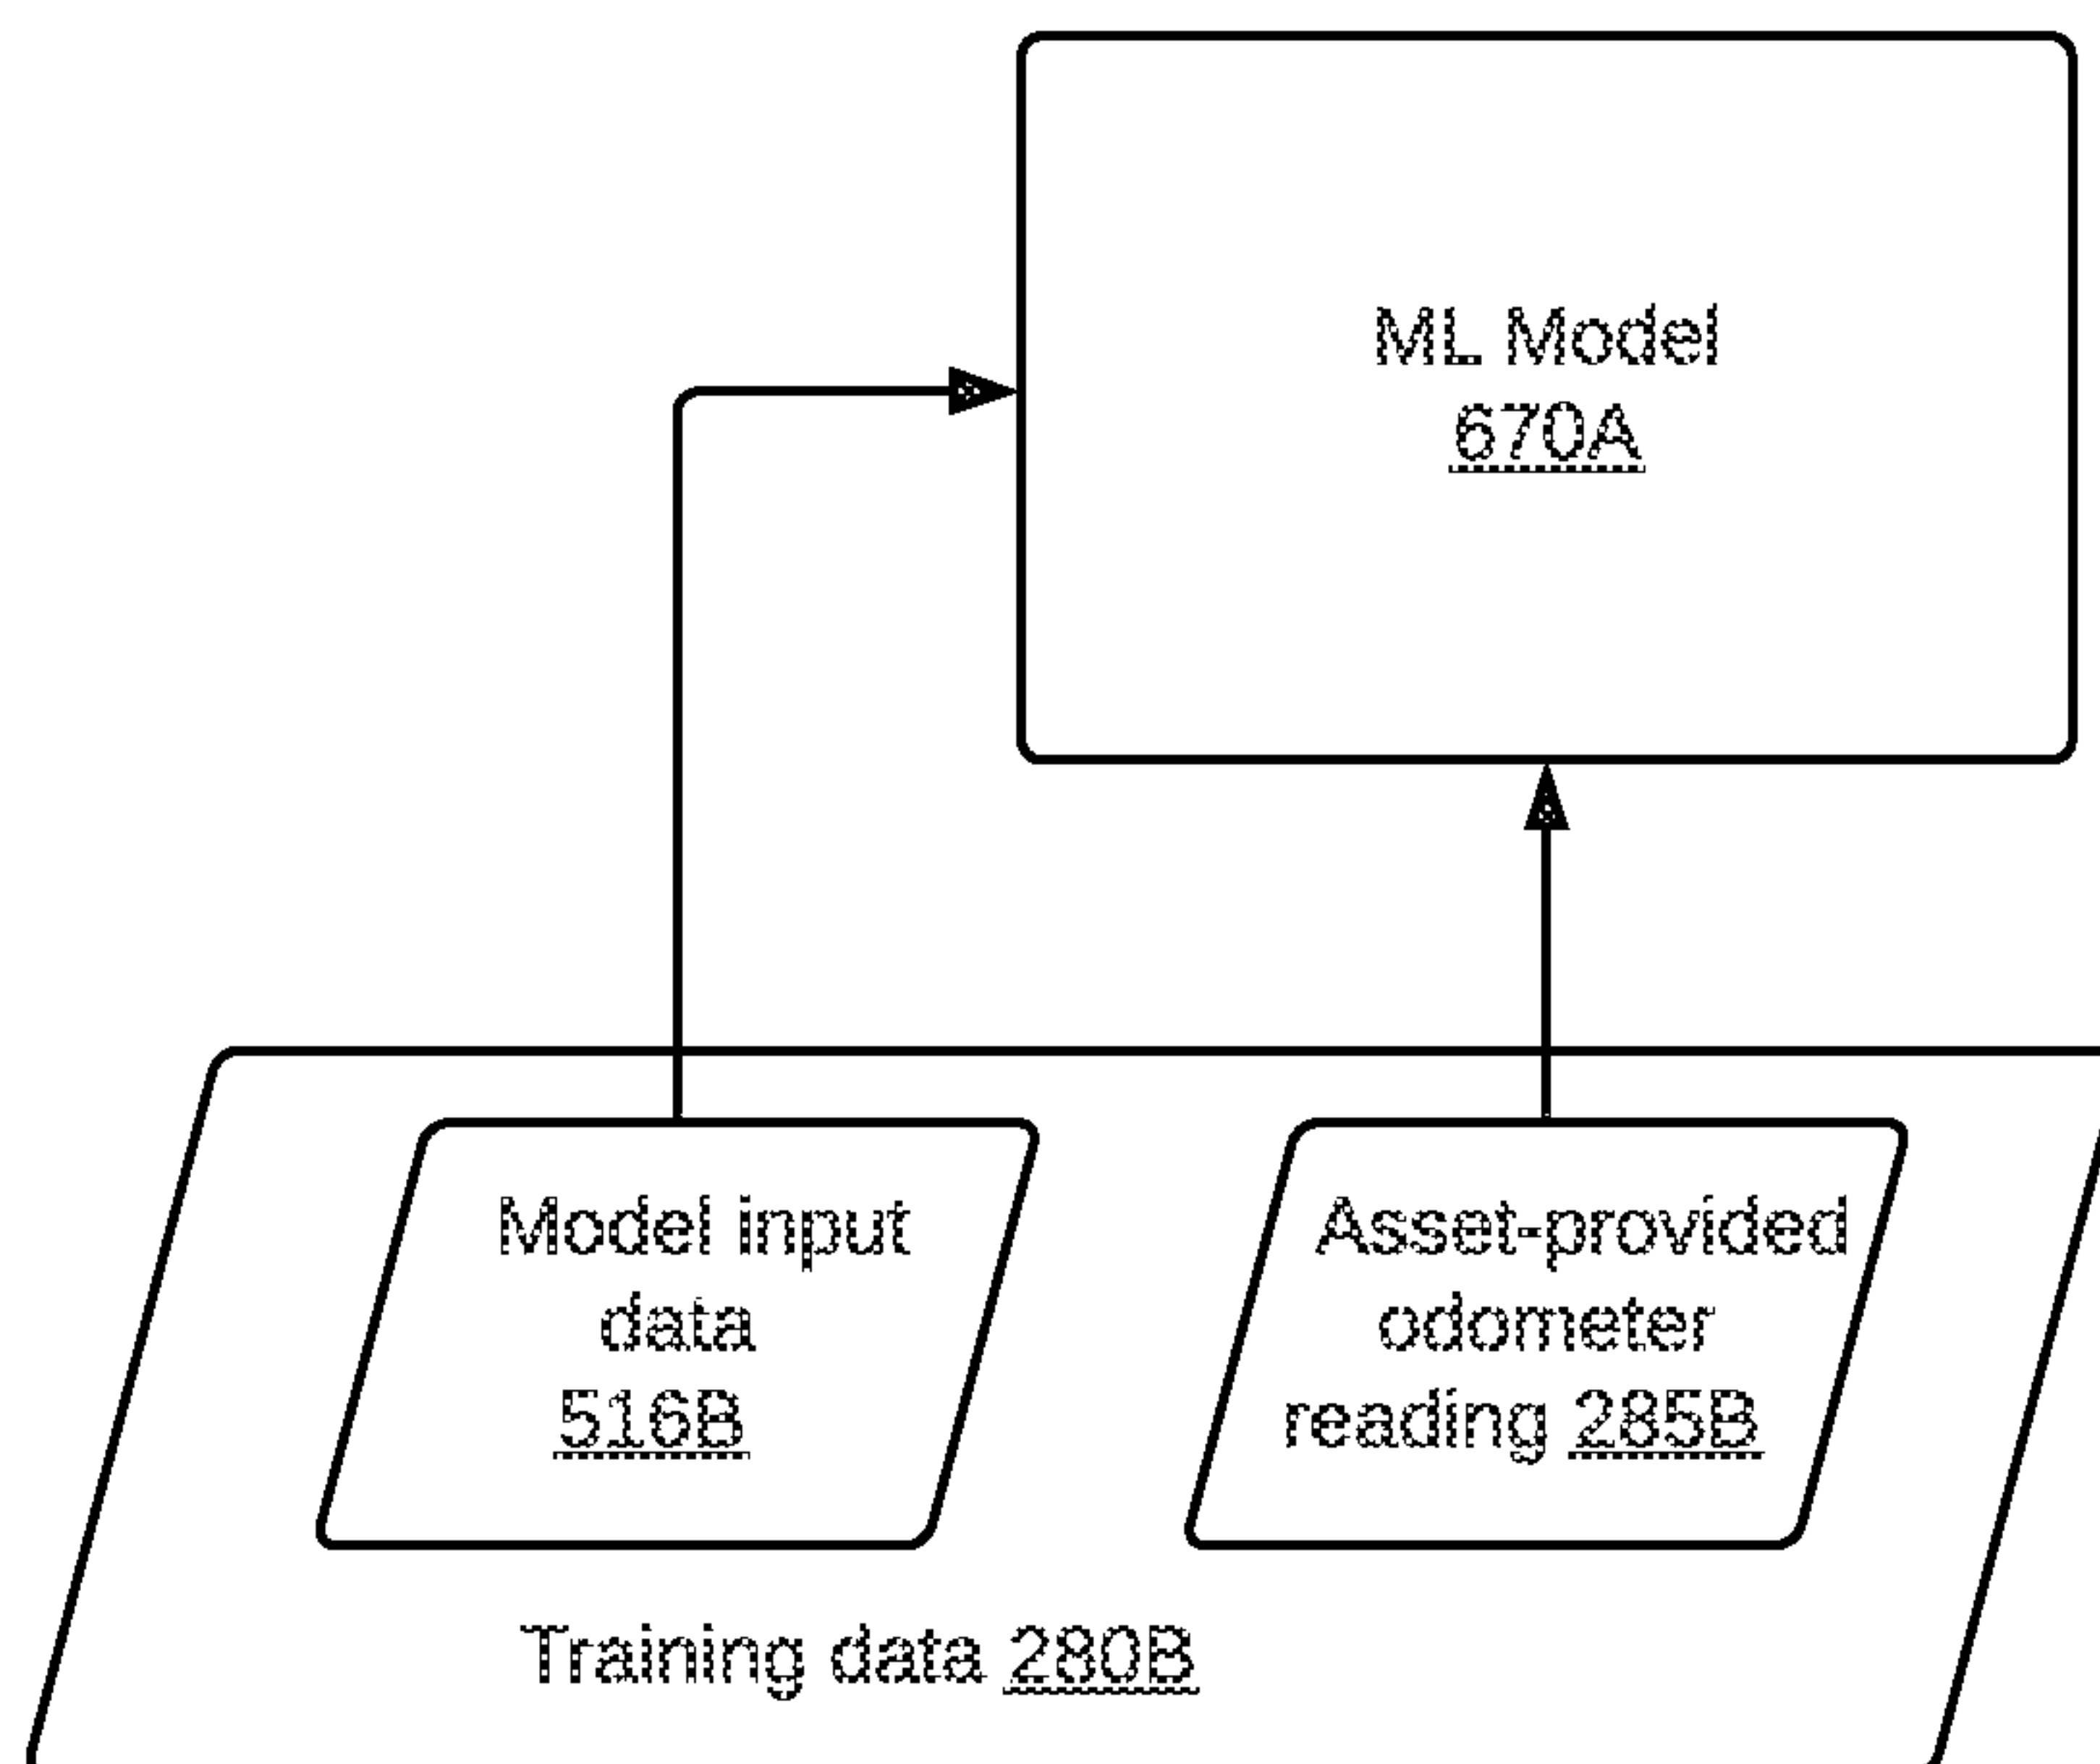 ML Model
670A
Model input
data
516B
Asset-provided
odometer
reading 285B
Training data 280B